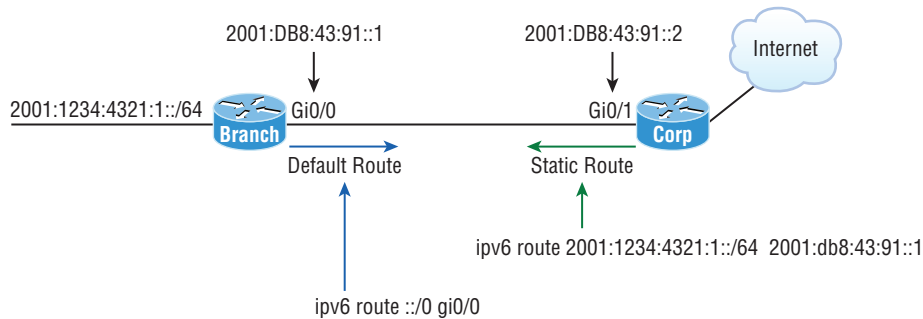 2001:DB8:43:91::1
2001:DB8:43:91::2
Internet
2001:1234:4321:1::/64
Gi0/0
Gi0/1
Branch
Corp
Default Route
Static Route
ipv6 route 2001:1234:4321:1::/64 2001:db8:43:91::1
ipv6 route ::/0 gi0/0